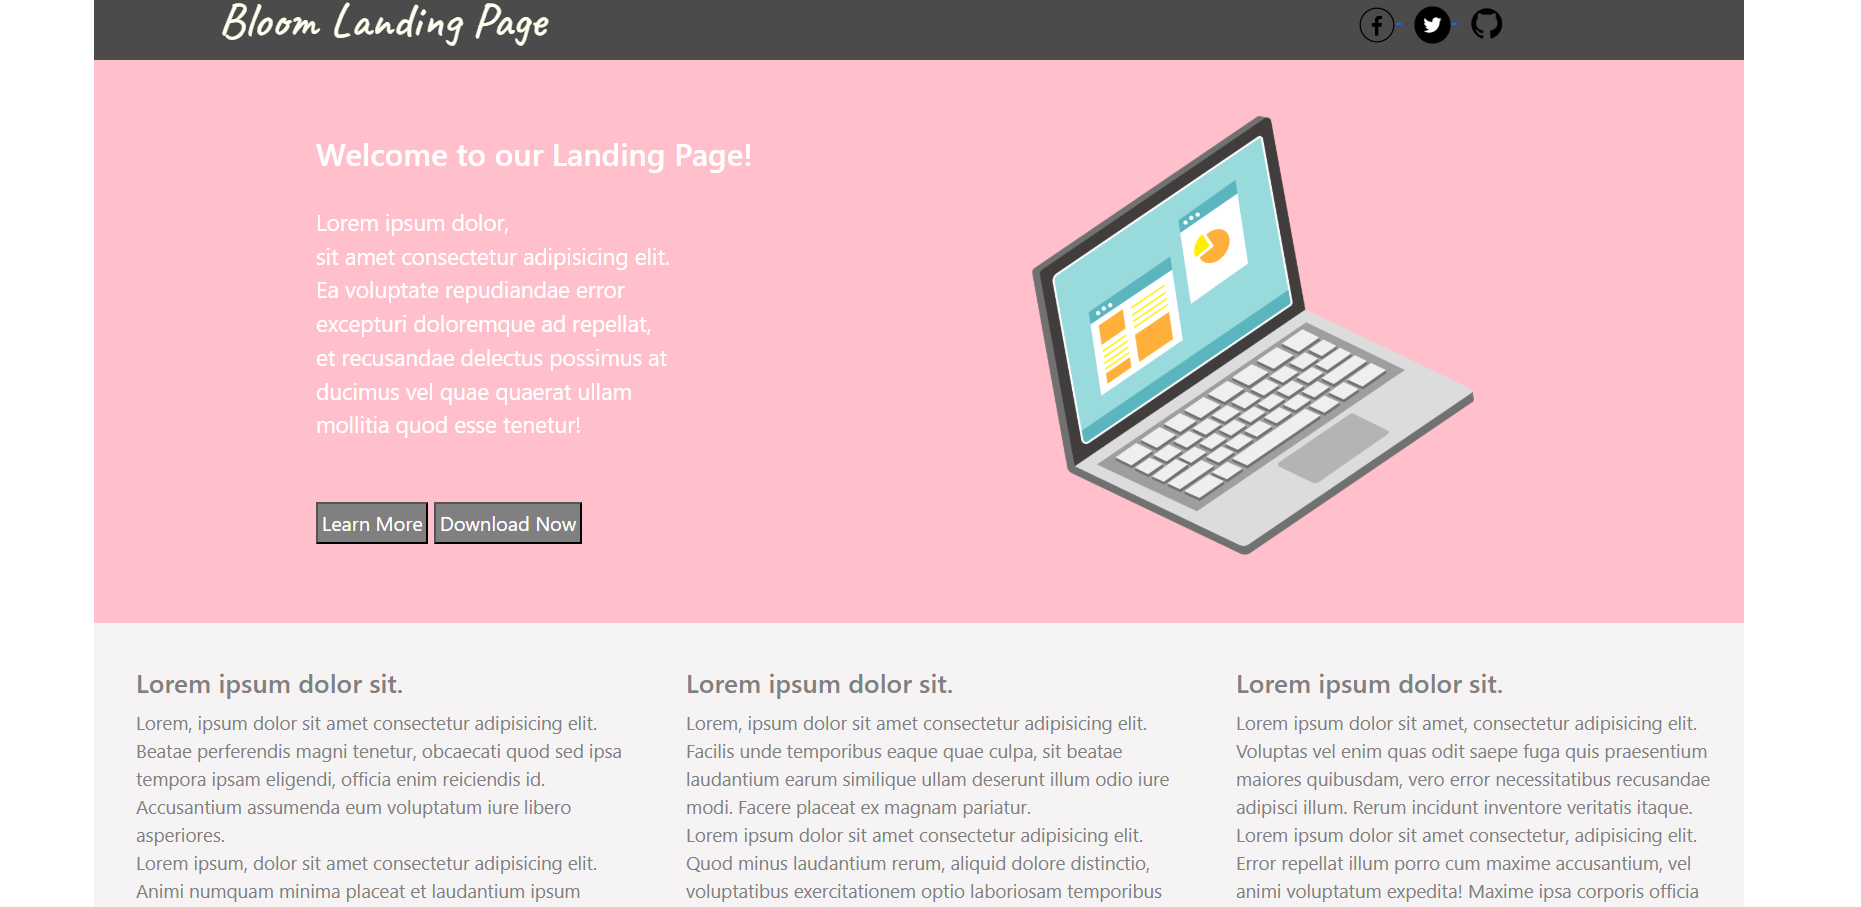 Bloom Landing Page
Welcome to our Landing Page!
Lorem ipsum dolor,
sit amet consectetur adipisicing elit.
Ea voluptate repudiandae error
excepturi doloremque ad repellat,
et recusandae delectus possimus at
ducimus vel quae quaerat ullam
mollitia quod esse tenetur!
Learn More
Download Now
Lorem ipsum dolor sit.
Lorem, ipsum dolor sit amet consectetur adipisicing elit.
Beatae perferendis magni tenetur, obcaecati quod sed ipsa
tempora ipsam eligendi, officia enim reiciendis id.
Accusantium assumenda eum voluptatum iure libero
asperiores.
Lorem ipsum, dolor sit amet consectetur adipisicing elit.
Animi numquam minima placeat et laudantium ipsum
Lorem ipsum dolor sit.
Lorem, ipsum dolor sit amet consectetur adipisicing elit.
Facilis unde temporibus eaque quae culpa, sit beatae
laudantium earum similique ullam deserunt illum odio iure
modi. Facere placeat ex magnam pariatur.
Lorem ipsum dolor sit amet consectetur adipisicing elit.
Quod minus laudantium rerum, aliquid dolore distinctio,
voluptatibus exercitationem optio laboriosam temporibus
Lorem ipsum dolor sit.
Lorem ipsum dolor sit amet, consectetur adipisicing elit.
Voluptas vel enim quas odit saepe fuga quis praesentium
maiores quibusdam, vero error necessitatibus recusandae
adipisci illum. Rerum incidunt inventore veritatis itaque.
Lorem ipsum dolor sit amet consectetur, adipisicing elit.
Error repellat illum porro cum maxime accusantium, vel
animi voluptatum expedita! Maxime ipsa corporis officia